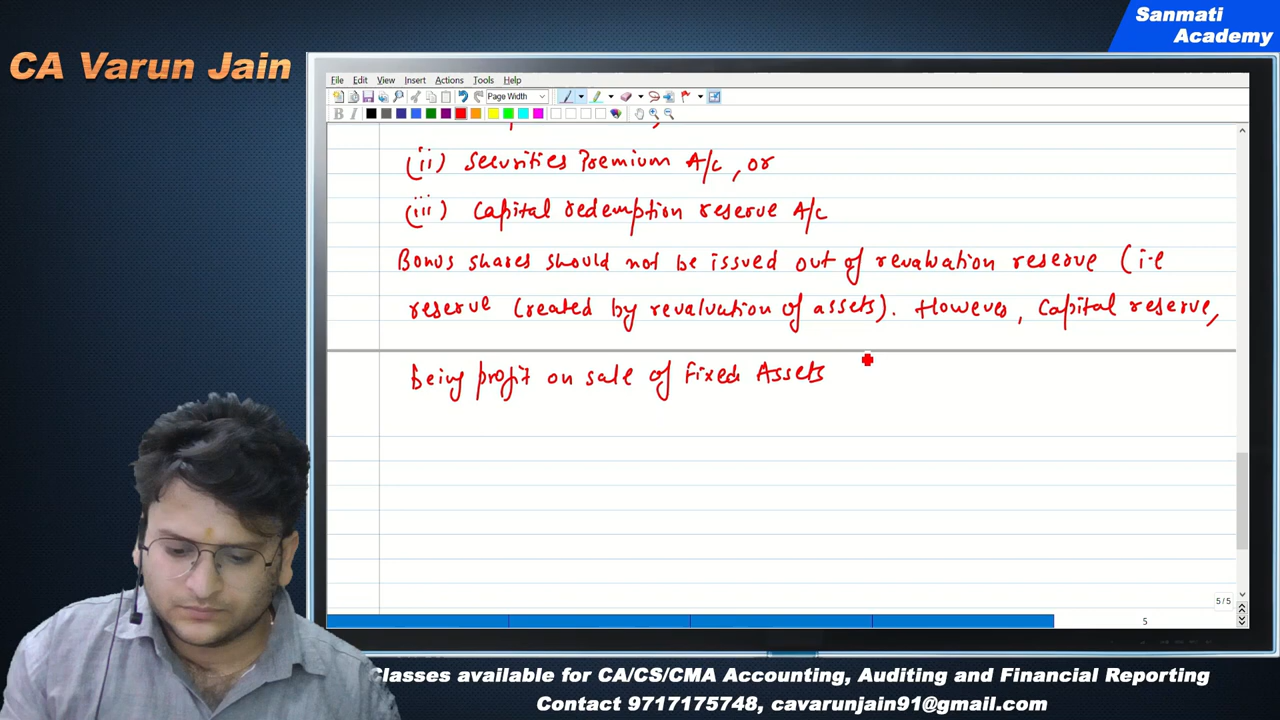 Sanmati
Academy
CA Varun Jain
File Edit View Insert Actions Tools Help
Page Width
B I
(ii) Securities Premium A/c, or
(iii) Capital redemption reserve A/c
Bonus shares should not be issued out of revaluation reserve (i.e
reserve created by revaluation of assets). However, Capital reserve,
being profit on sale of Fixed Assets
5/5
5
Classes available for CA/CS/CMA Accounting, Auditing and Financial Reporting
Contact 9717175748, cavarunjain91@gmail.com